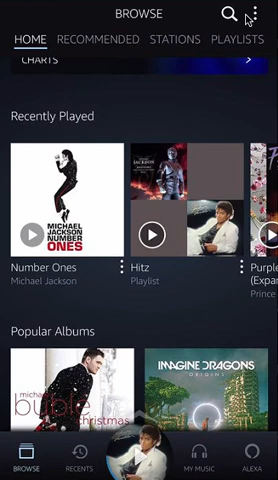 BROWSE
HOME RECOMMENDED STATIONS PLAYLISTS
CHARTS
Recently Played
MICHAEL
JACKSON
NUMBER
ONES
Number Ones
Michael Jackson
JACKSON
Hitz
Playlist
Purple
(Expan
Prince
Popular Albums
michael
bublé
christmas
IMAGINE DRAGONS
ORIGINS
BROWSE RECENTS MY MUSIC ALEXA